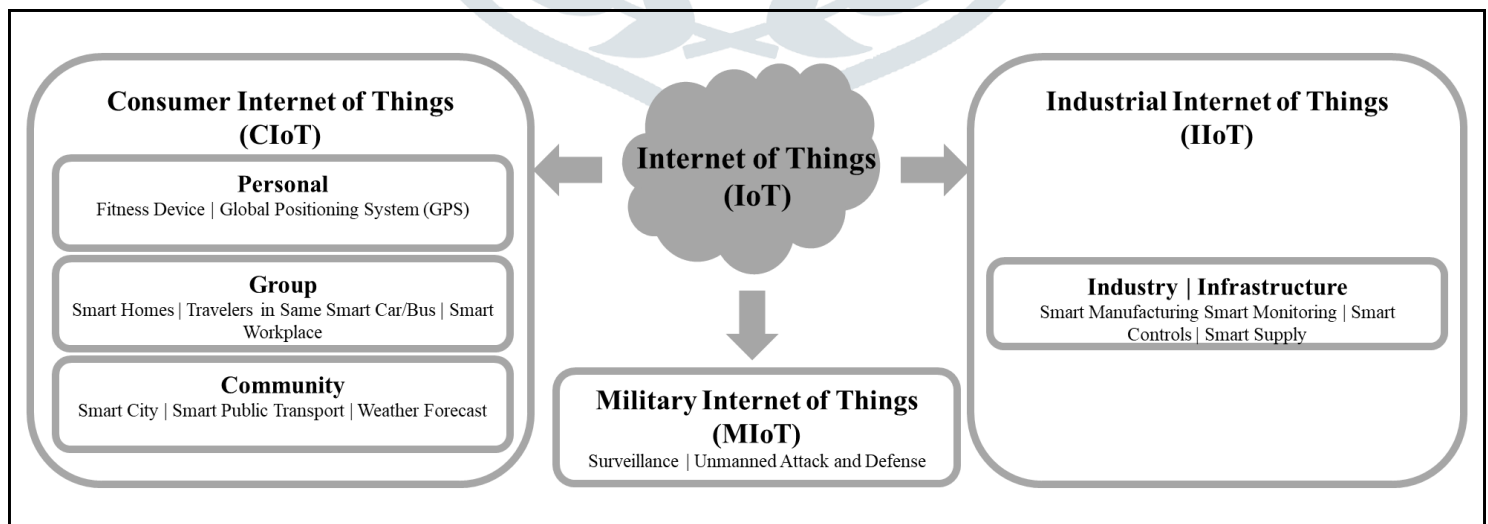 Consumer Internet of Things
(CIoT)
Personal
Fitness Device | Global Positioning System (GPS)
Group
Smart Homes | Travelers in Same Smart Car/Bus | Smart
Workplace
Community
Smart City | Smart Public Transport | Weather Forecast
Internet of Things
(IoT)
Military Internet of Things
(MIoT)
Surveillance | Unmanned Attack and Defense
Industrial Internet of Things
(IIoT)
Industry | Infrastructure
Smart Manufacturing Smart Monitoring | Smart
Controls | Smart Supply